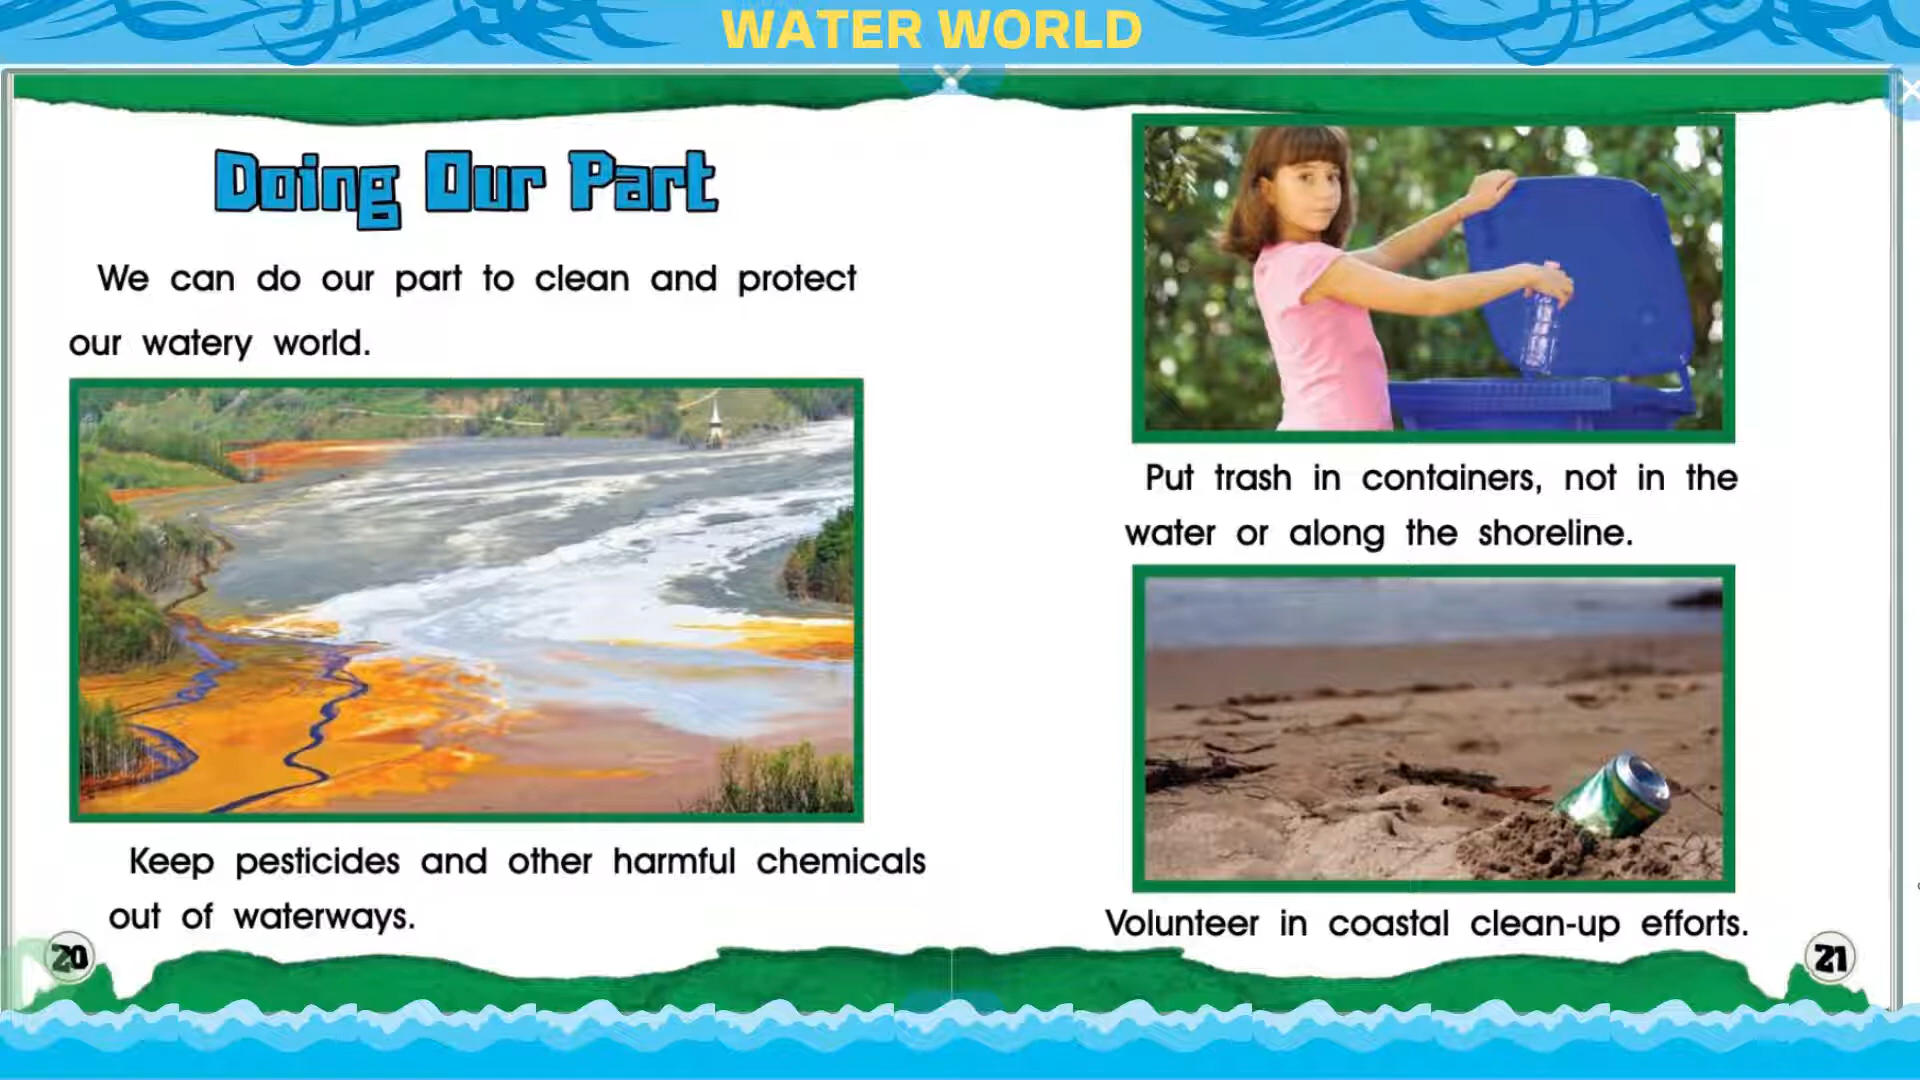 WATER WORLD
Doing Our Part
We can do our part to clean and protect
our watery world.
Keep pesticides and other harmful chemicals
out of waterways.
20
Put trash in containers, not in the
water or along the shoreline.
Volunteer in coastal clean-up efforts.
21